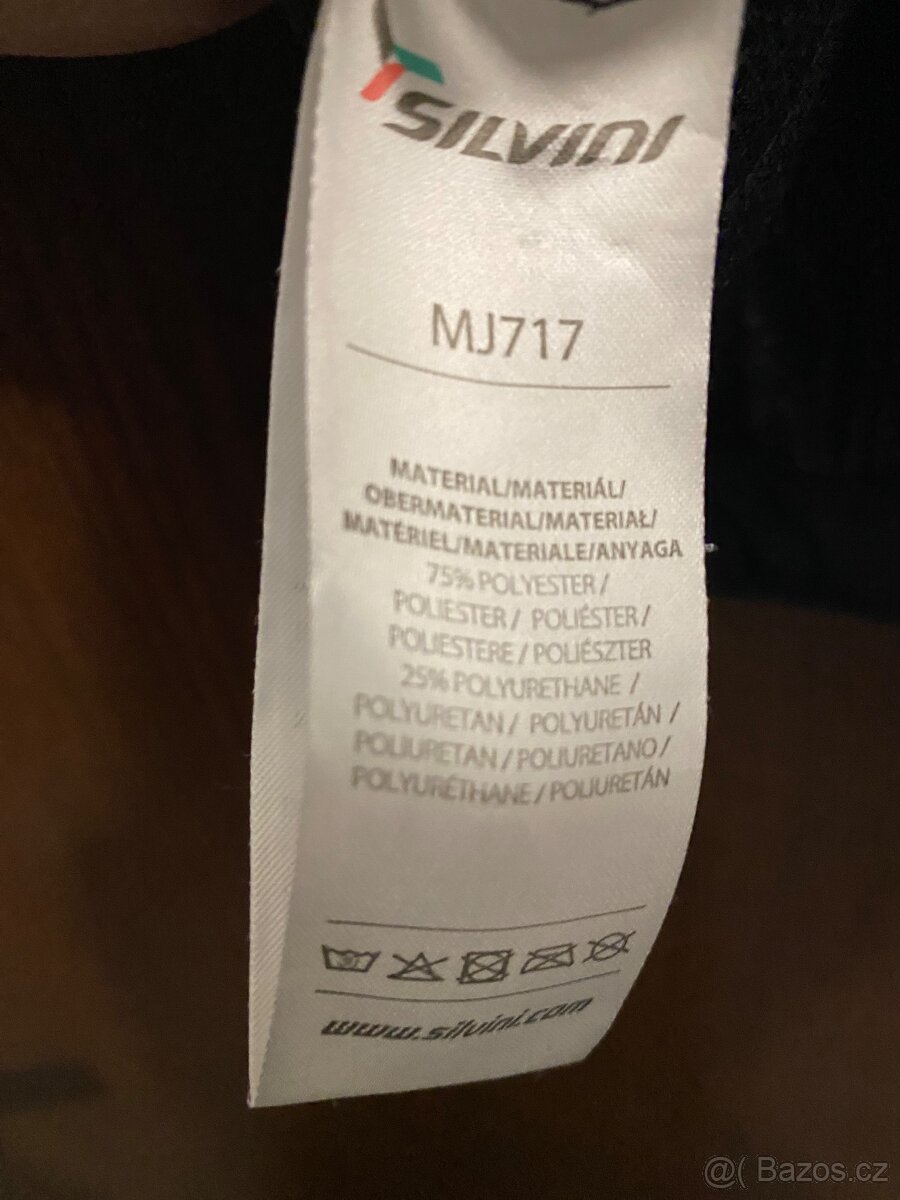 SILVINI
MJ717
MATERIAL/MATERIÁL/
OBERMATERIAL/MATERIAŁ/
MATÉRIEL/MATERIALE/ANYAGA
75% POLYESTER /
POLIESTER / POLIÉSTER /
POLIESTERE / POLIÉSZTER
25% POLYURETHANE /
POLYURETAN / POLYURETÁN /
POLIURETAN / POLIURETANO /
POLYURÉTHANE / POLIURETÁN
www.silvini.com
@( Bazos.cz